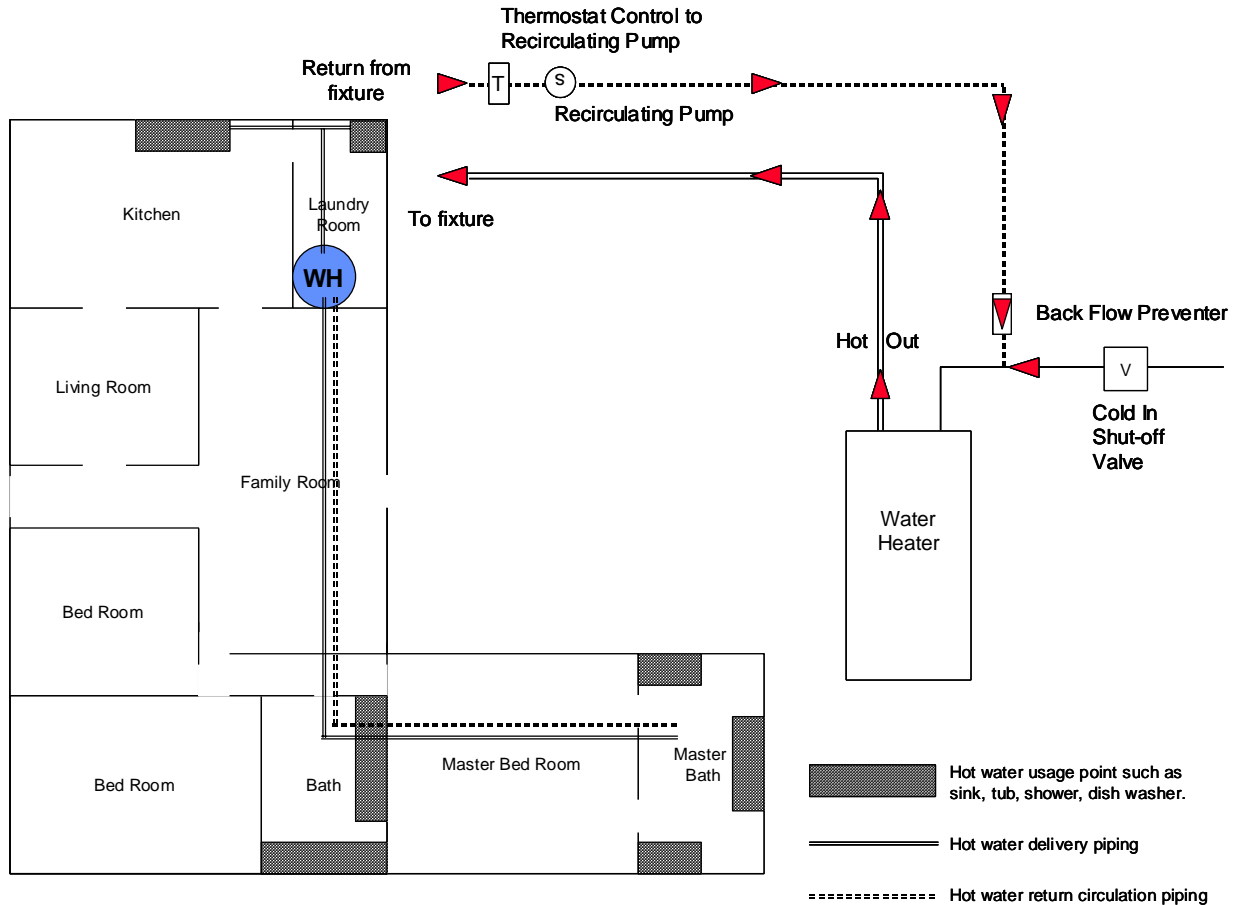 Thermostat Control to
Recirculating Pump
Return from
fixture
T
S
Recirculating Pump
Kitchen
Laundry
Room
To fixture
WH
Back Flow Preventer
Hot Out
V
Living Room
Cold In
Shut-off
Valve
Family Room
Water
Heater
Bed Room
Bed Room
Bath
Master Bed Room
Master
Bath
Hot water usage point such as
sink, tub, shower, dish washer.
Hot water delivery piping
Hot water return circulation piping